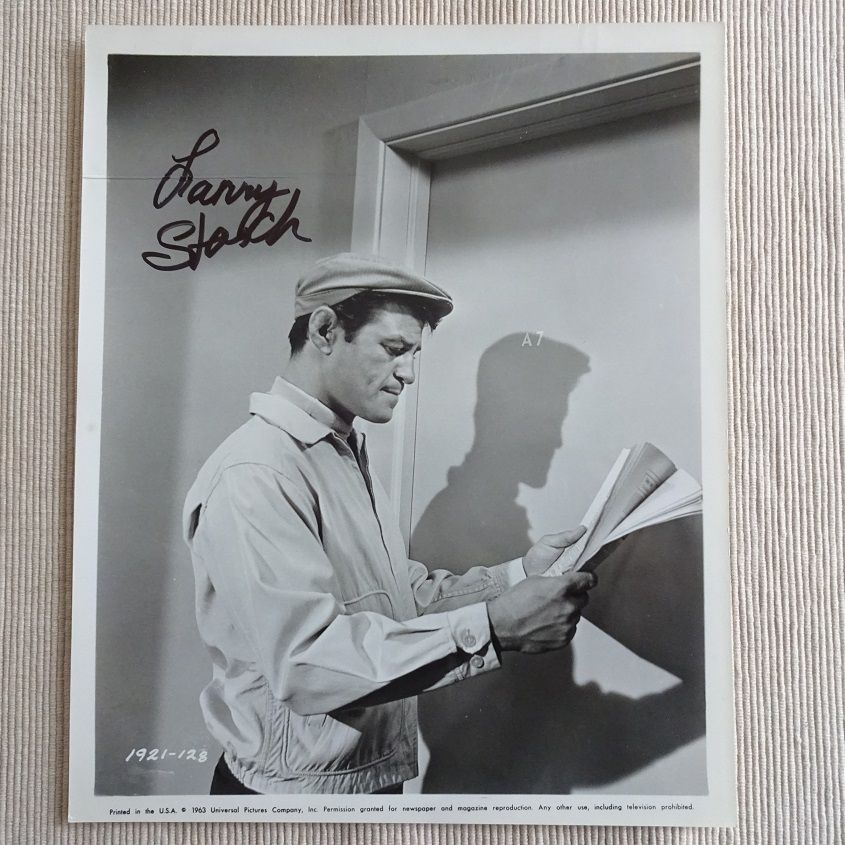 Larry
Storch
A7
1921-128
Printed in the U.S.A. © 1963 Universal Pictures Company, Inc. Permission granted for newspaper and magazine reproduction. Any other use, including television prohibited.